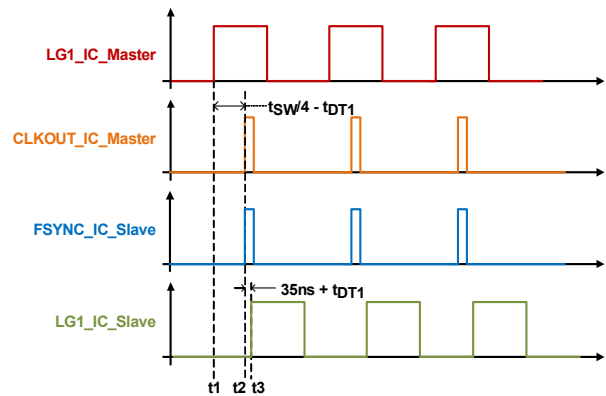 LG1_IC_Master
tSW/4 - tDT1
CLKOUT_IC_Master
FSYNC_IC_Slave
35ns + tDT1
LG1_IC_Slave
t1 t2 t3